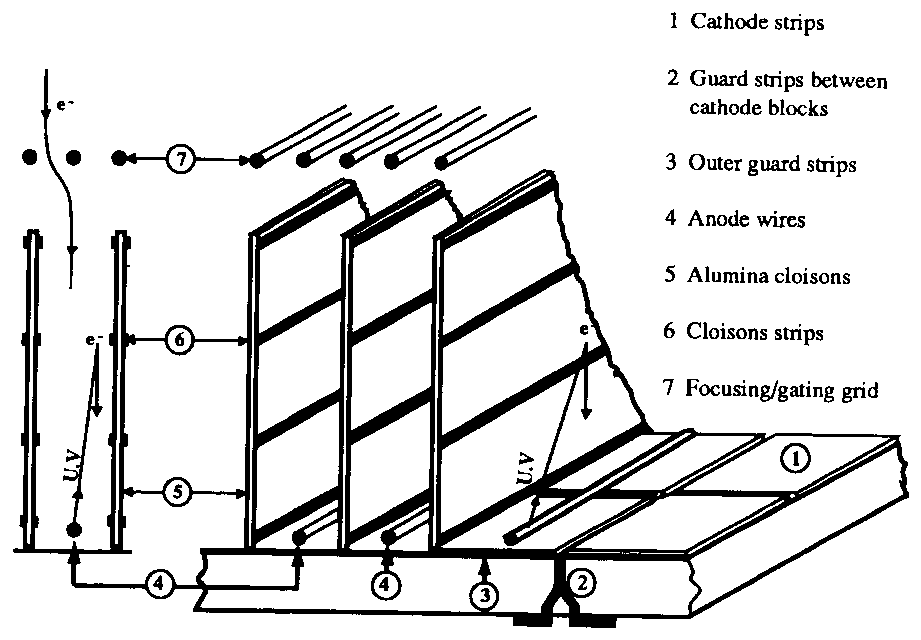 1 Cathode strips
2 Guard strips between
cathode blocks
3 Outer guard strips
4 Anode wires
5 Alumina cloisons
6 Cloisons strips
7 Focusing/gating grid
e-
7
6
e-
e-
U.V
U.V
5
1
4
4
3
2